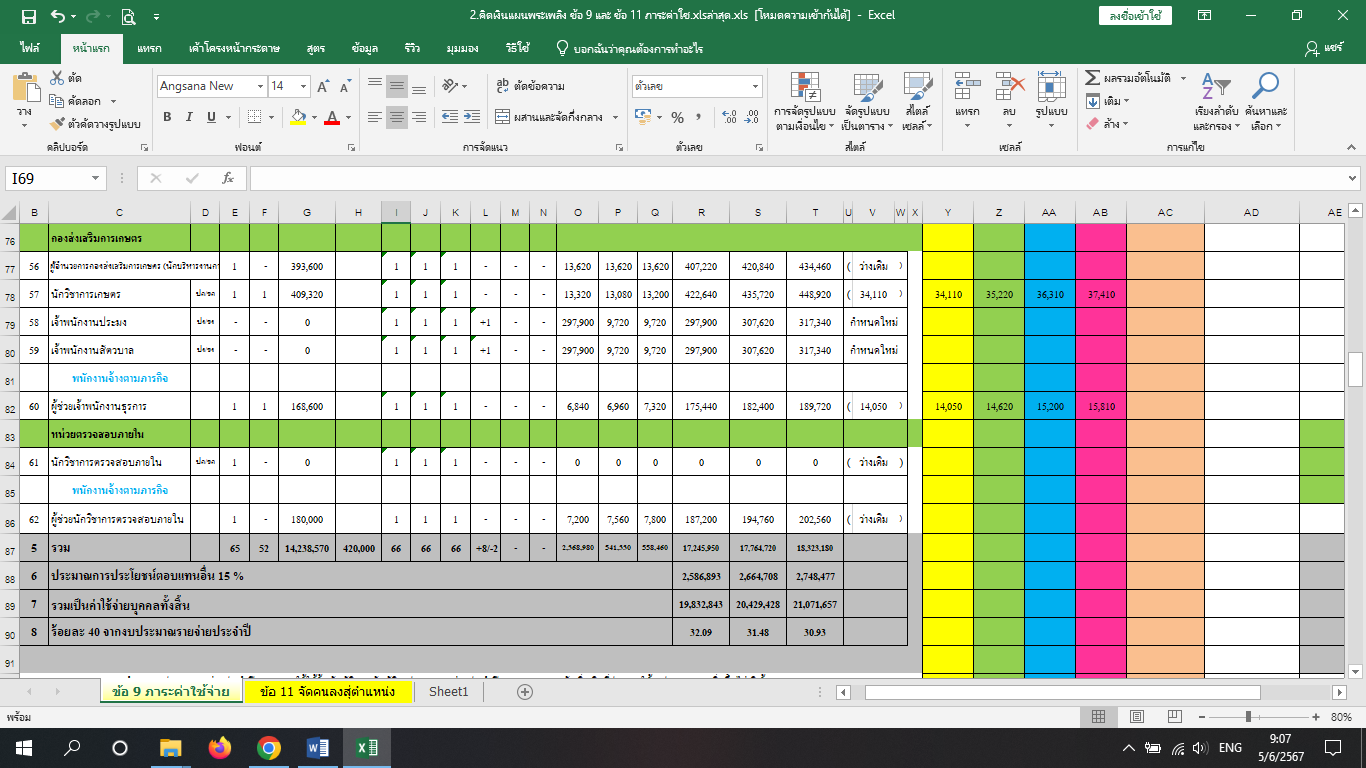 2.คิดเงินแผนพระเพลิง ข้อ 9 และ ข้อ 11 ภาระค่าใช้.xlsล่าสุด.xls [โหมดความเข้ากันได้] - Excel
ลงชื่อเข้าใช้
ไฟล์ หน้าแรก แทรก เค้าโครงหน้ากระดาษ สูตร ข้อมูล รีวิว มุมมอง วิธีใช้ บอกฉันว่าคุณต้องการทำอะไร แชร์
วาง ตัด คัดลอก ตัวคัดวางรูปแบบ
Angsana New 14
B I U
ตัดข้อความ
ผสานและจัดกึ่งกลาง
ตัวเลข
การจัดรูปแบบตามเงื่อนไข จัดรูปแบบเป็นตาราง สไตล์เซลล์
แทรก ลบ รูปแบบ
ผลรวมอัตโนมัติ เติม ล้าง
เรียงลำดับและกรอง ค้นหาและเลือก
คลิปบอร์ด ฟอนต์ การจัดแนว ตัวเลข สไตล์ เซลล์ การแก้ไข
I69 fx
B C D E F G H I J K L M N O P Q R S T U V W X Y Z AA AB AC AD AE
76 กองส่งเสริมการเกษตร
77 56 ผู้อำนวยการกองส่งเสริมการเกษตร (นักบริหารงานกา 1 - 393,600 1 1 1 - - - 13,620 13,620 13,620 407,220 420,840 434,460 ( ว่างเดิม )
78 57 นักวิชาการเกษตร ปก/ชก 1 1 409,320 1 1 1 - - - 13,320 13,080 13,200 422,640 435,720 448,920 ( 34,110 ) 34,110 35,220 36,310 37,410
79 58 เจ้าพนักงานประมง ปง/ชง - - 0 1 1 1 +1 - - 297,900 9,720 9,720 297,900 307,620 317,340 กำหนดใหม่
80 59 เจ้าพนักงานสัตวบาล ปง/ชง - - 0 1 1 1 +1 - - 297,900 9,720 9,720 297,900 307,620 317,340 กำหนดใหม่
81 พนักงานจ้างตามภารกิจ
82 60 ผู้ช่วยเจ้าพนักงานธุรการ 1 1 168,600 1 1 1 - - - 6,840 6,960 7,320 175,440 182,400 189,720 ( 14,050 ) 14,050 14,620 15,200 15,810
83 หน่วยตรวจสอบภายใน
84 61 นักวิชาการตรวจสอบภายใน ปก/ชก 1 - 0 1 1 1 - - - 0 0 0 0 0 0 ( ว่างเดิม )
85 พนักงานจ้างตามภารกิจ
86 62 ผู้ช่วยนักวิชาการตรวจสอบภายใน 1 - 180,000 1 1 1 - - - 7,200 7,560 7,800 187,200 194,760 202,560 ( ว่างเดิม )
87 5 รวม 65 52 14,238,570 420,000 66 66 66 +8/-2 - - 2,568,980 541,550 558,460 17,245,950 17,764,720 18,323,180
88 6 ประมาณการประโยชน์ตอบแทนอื่น 15 % 2,586,893 2,664,708 2,748,477
89 7 รวมเป็นค่าใช้จ่ายบุคคลทั้งสิ้น 19,832,843 20,429,428 21,071,657
90 8 ร้อยละ 40 จากงบประมาณรายจ่ายประจำปี 32.09 31.48 30.93
91
ข้อ 9 ภาระค่าใช้จ่าย ข้อ 11 จัดคนลงสู่ตำแหน่ง Sheet1
พร้อม 80%
ENG 9:07
5/6/2567